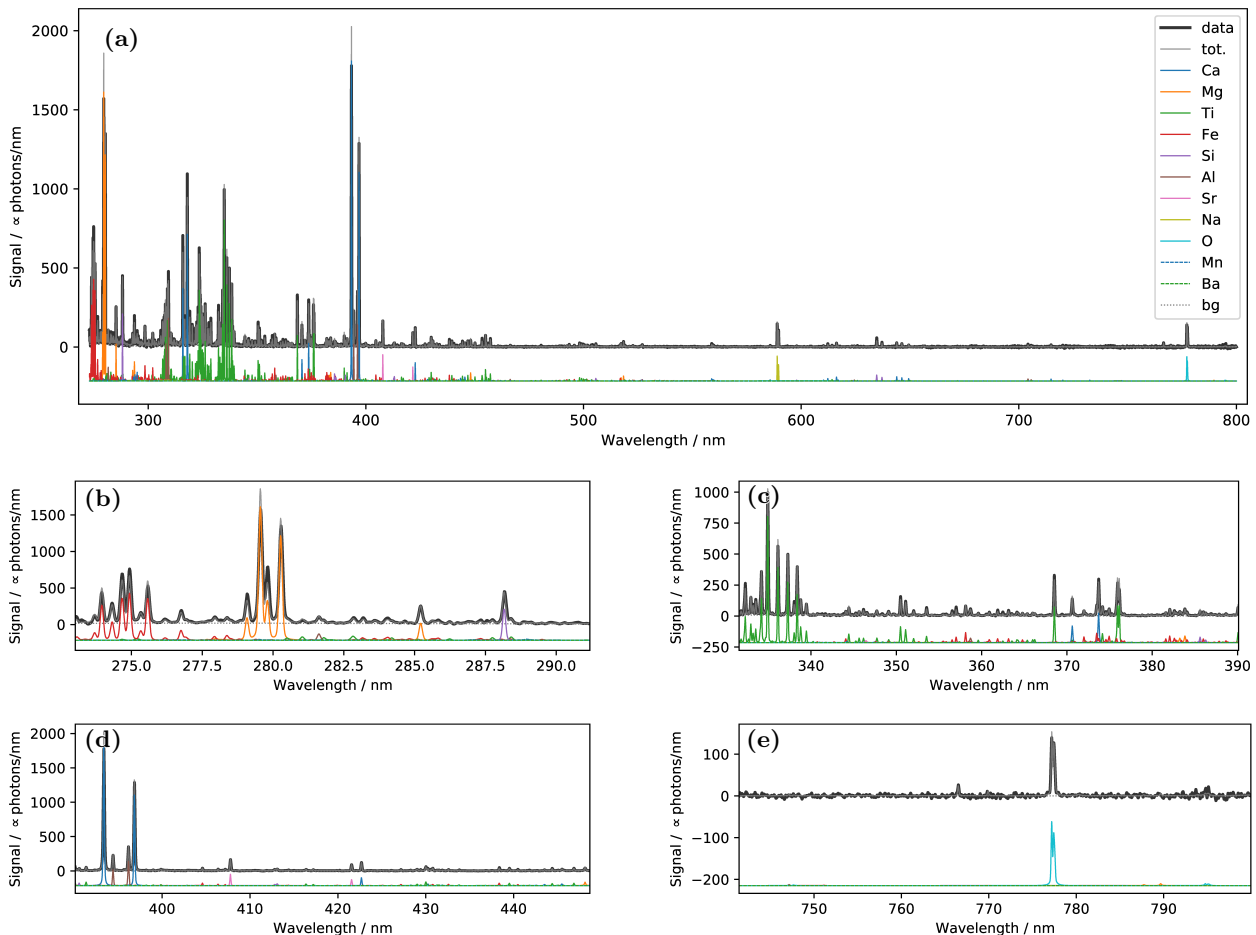 (a)
Signal / ∝ photons/nm
2000
1500
1000
500
0
data
tot.
Ca
Mg
Ti
Fe
Si
Al
Sr
Na
O
Mn
Ba
bg
300
400
500
600
700
800
Wavelength / nm
(b)
Signal / ∝ photons/nm
1500
1000
500
0
275.0
277.5
280.0
282.5
285.0
287.5
290.0
Wavelength / nm
(c)
Signal / ∝ photons/nm
1000
750
500
250
0
−250
340
350
360
370
380
390
Wavelength / nm
(d)
Signal / ∝ photons/nm
2000
1500
1000
500
0
400
410
420
430
440
Wavelength / nm
(e)
Signal / ∝ photons/nm
100
0
−100
−200
750
760
770
780
790
Wavelength / nm